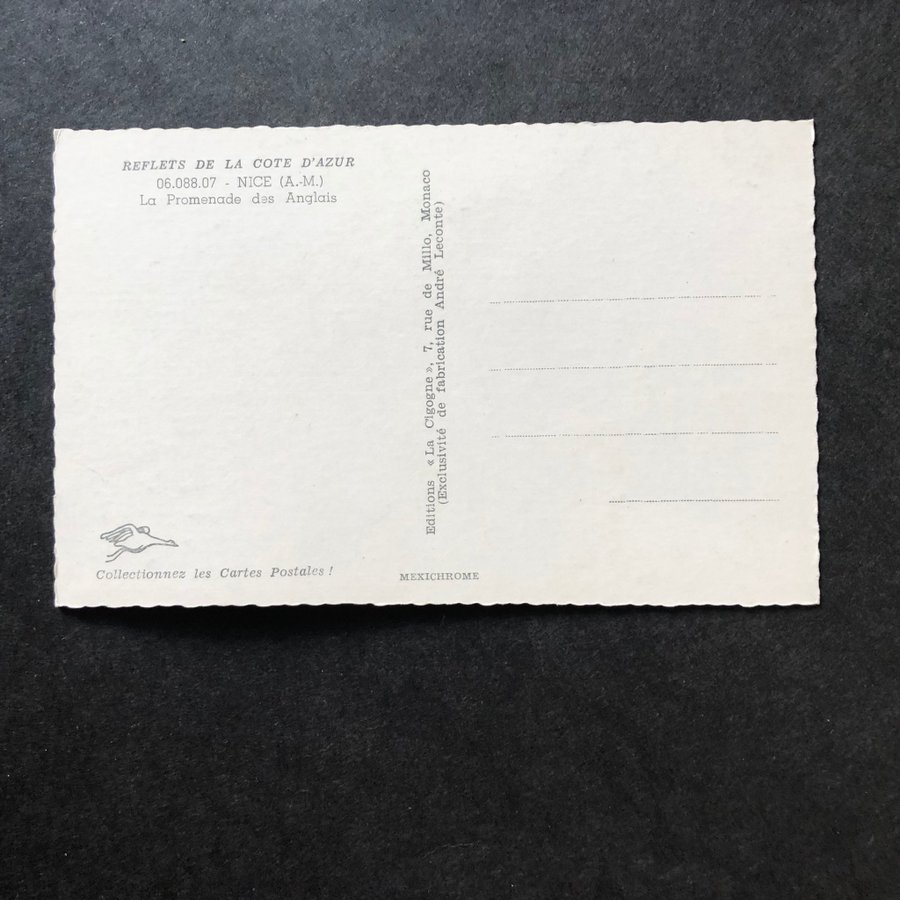 REFLETS DE LA COTE D'AZUR
06.088.07 - NICE (A.-M.)
La Promenade des Anglais
Editions « La Cigogne », 7, rue de Millo, Monaco
(Exclusivité de fabrication André Leconte)
Collectionnez les Cartes Postales !
MEXICHROME